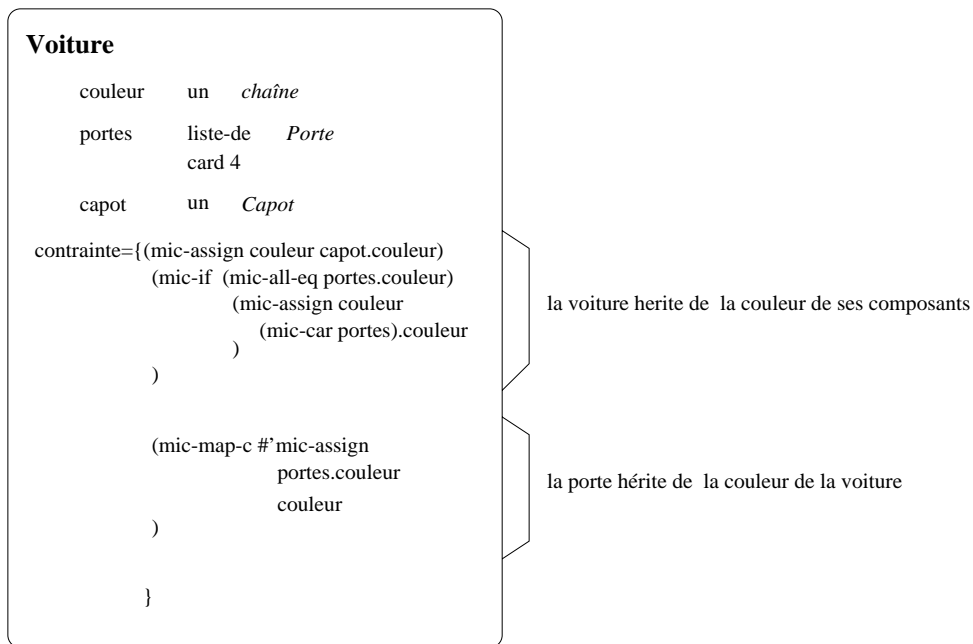 Voiture
couleur un chaîne
portes liste-de Porte
card 4
capot un Capot
contrainte={(mic-assign couleur capot.couleur)
(mic-if (mic-all-eq portes.couleur)
(mic-assign couleur
(mic-car portes).couleur
)
)
la voiture herite de la couleur de ses composants
(mic-map-c #’mic-assign
portes.couleur
couleur
)
la porte hérite de la couleur de la voiture
}